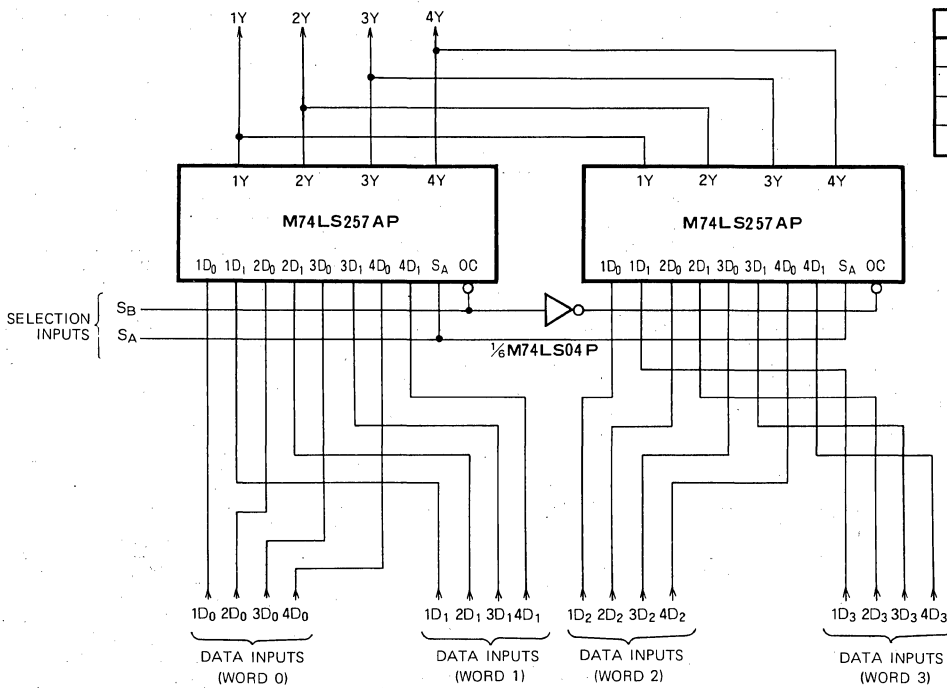 1Y 2Y 3Y 4Y
1Y 2Y 3Y 4Y
M74LS257AP
1D₀ 1D₁ 2D₀ 2D₁ 3D₀ 3D₁ 4D₀ 4D₁ SA OC
1Y 2Y 3Y 4Y
M74LS257AP
1D₀ 1D₁ 2D₀ 2D₁ 3D₀ 3D₁ 4D₀ 4D₁ SA OC
SELECTION
INPUTS
SB
SA
⅙M74LS04P
1D₀ 2D₀ 3D₀ 4D₀
DATA INPUTS
(WORD 0)
1D₁ 2D₁ 3D₁ 4D₁
DATA INPUTS
(WORD 1)
1D₂ 2D₂ 3D₂ 4D₂
DATA INPUTS
(WORD 2)
1D₃ 2D₃ 3D₃ 4D₃
DATA INPUTS
(WORD 3)